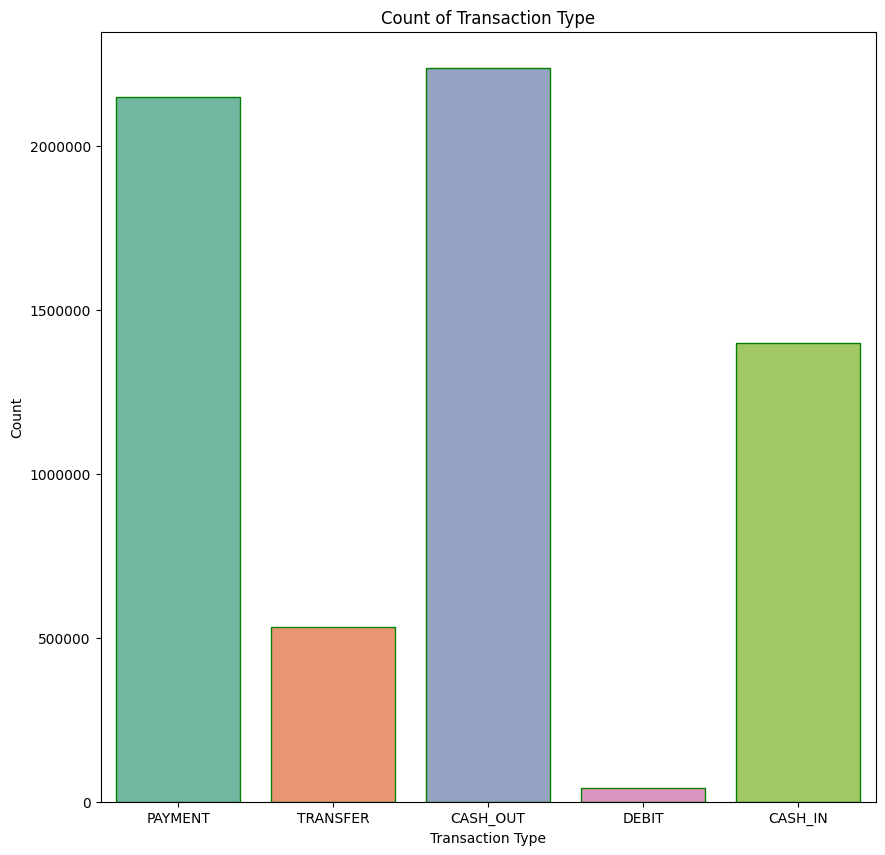 Count of Transaction Type
2000000
1500000
1000000
500000
0
Count
PAYMENT TRANSFER CASH_OUT DEBIT CASH_IN
Transaction Type